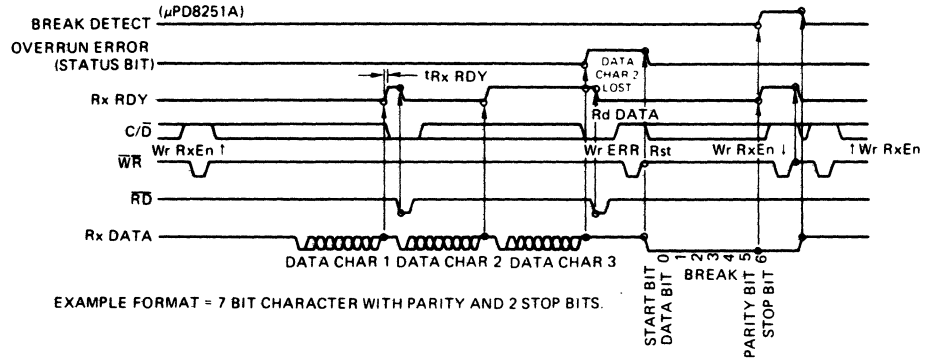 (μPD8251A)
BREAK DETECT
OVERRUN ERROR
(STATUS BIT)
DATA
CHAR 2
LOST
tRx RDY
Rx RDY
Rd DATA
C/D̅
Wr RxEn ↑
Wr ERR Rst
Wr RxEn ↓
↑ Wr RxEn
W̅R̅
R̅D̅
Rx DATA
DATA CHAR 1 DATA CHAR 2 DATA CHAR 3
START BIT
DATA BIT
0 1 2 3 4 5 6
BREAK
PARITY BIT
STOP BIT
EXAMPLE FORMAT = 7 BIT CHARACTER WITH PARITY AND 2 STOP BITS.